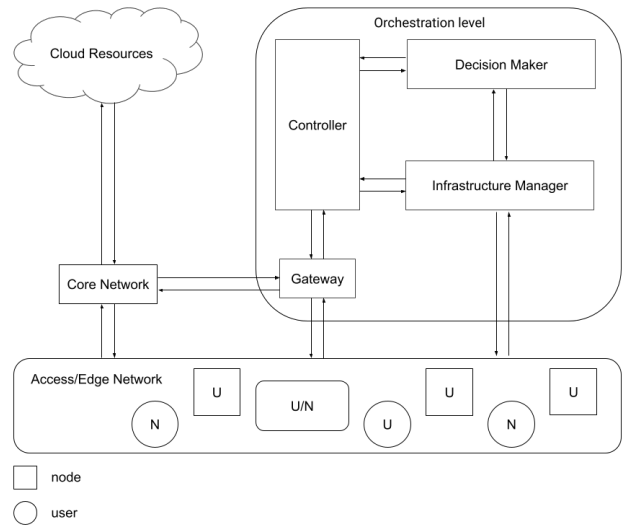 Orchestration level
Cloud Resources
Decision Maker
Controller
Infrastructure Manager
Core Network
Gateway
Access/Edge Network
U
U
U
U/N
N
U
N
node
user